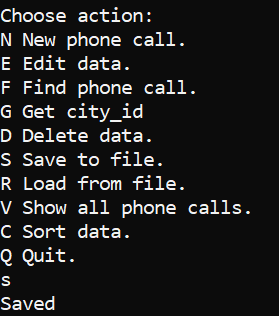 Choose action:
N New phone call.
E Edit data.
F Find phone call.
G Get city_id
D Delete data.
S Save to file.
R Load from file.
V Show all phone calls.
C Sort data.
Q Quit.
s
Saved